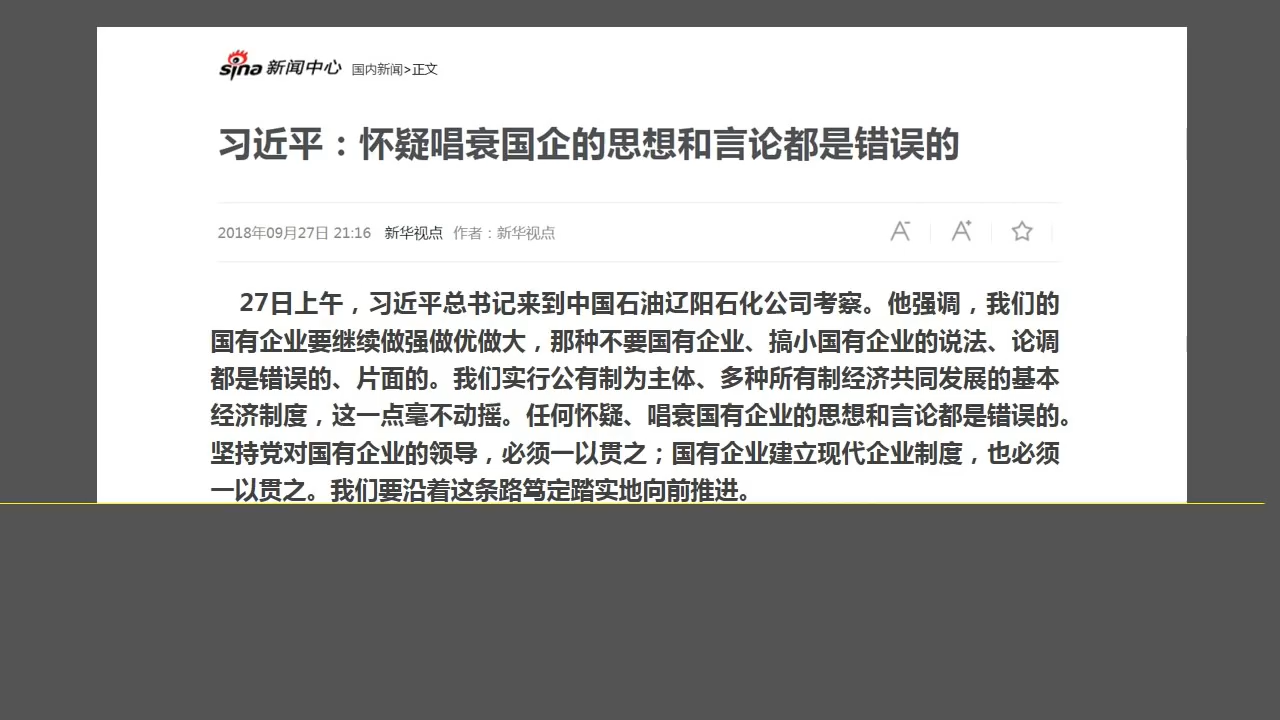 sina 新闻中心 国内新闻>正文
习近平：怀疑唱衰国企的思想和言论都是错误的
2018年09月27日 21:16 新华视点 作者：新华视点 A- A+
27日上午，习近平总书记来到中国石油辽阳石化公司考察。他强调，我们的
国有企业要继续做强做优做大，那种不要国有企业、搞小国有企业的说法、论调
都是错误的、片面的。我们实行公有制为主体、多种所有制经济共同发展的基本
经济制度，这一点毫不动摇。任何怀疑、唱衰国有企业的思想和言论都是错误的。
坚持党对国有企业的领导，必须一以贯之；国有企业建立现代企业制度，也必须
一以贯之。我们要沿着这条路笃定踏实地向前推进。